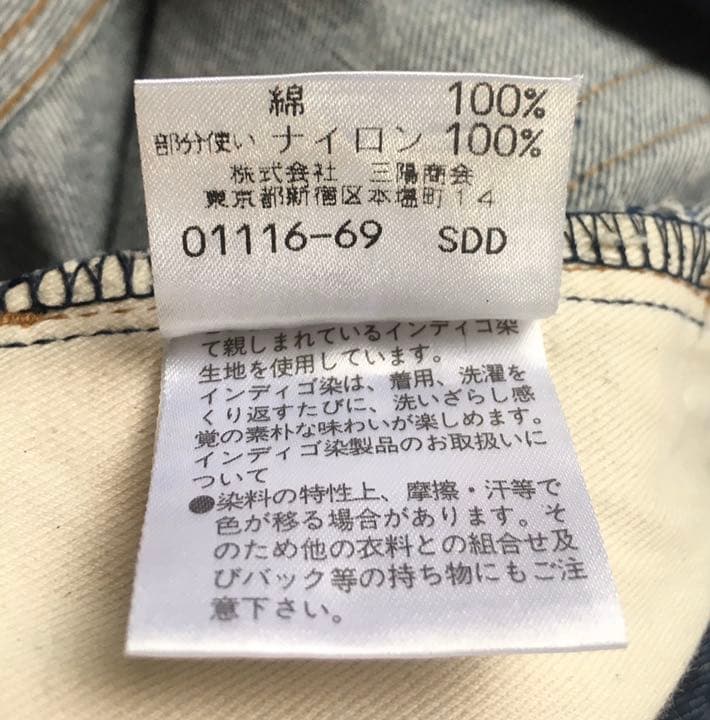 綿 100%
部分使い ナイロン 100%
株式会社 三陽商会
東京都新宿区本塩町14
01116-69 SDD
て親しまれているインディゴ染
生地を使用しています。
インディゴ染は、着用、洗濯を
くり返すたびに、洗いざらし感
覚の素朴な味わいが楽しめます。
インディゴ染製品のお取扱いに
ついて
●染料の特性上、摩擦・汗等で
色が移る場合があります。そ
のため他の衣料との組合せ及
びバック等の持ち物にもご注
意下さい。